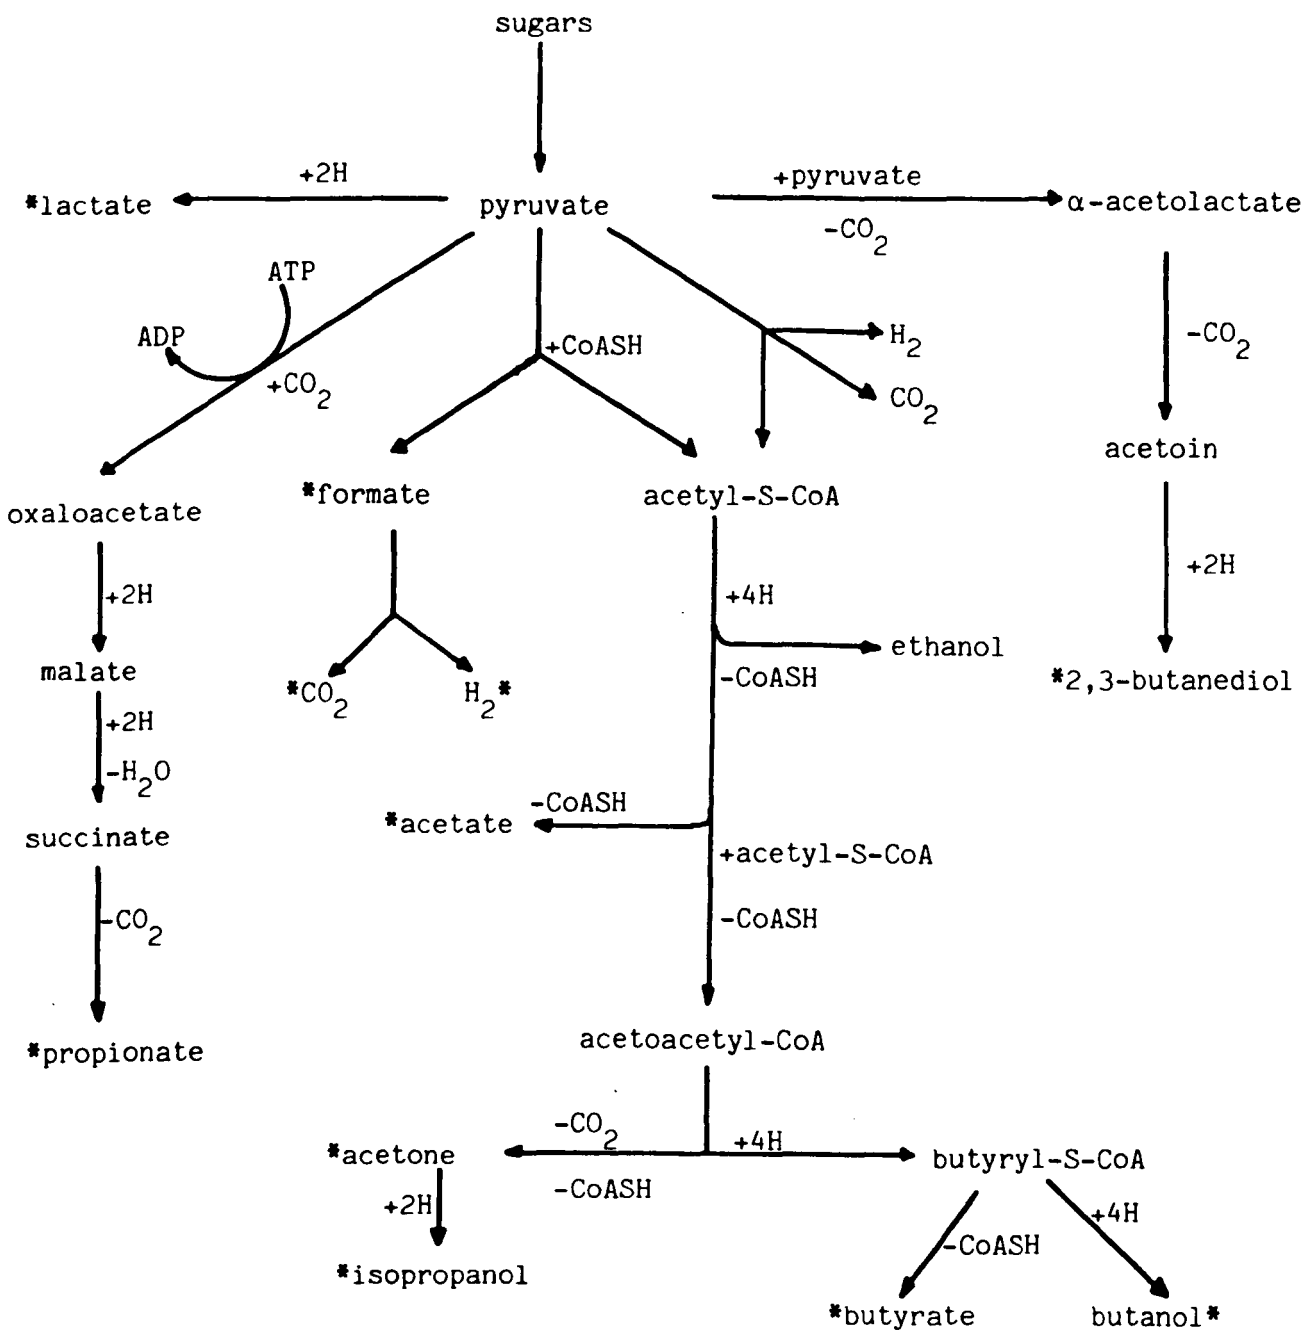 sugars
+2H
+pyruvate
*lactate
pyruvate
α-acetolactate
-CO2
ATP
ADP
+CO2
+CoASH
H2
CO2
-CO2
acetoin
*formate
acetyl-S-CoA
oxaloacetate
+2H
+4H
+2H
malate
*CO2
H2*
ethanol
-CoASH
*2,3-butanediol
+2H
-H2O
succinate
-CoASH
*acetate
+acetyl-S-CoA
-CO2
-CoASH
*propionate
acetoacetyl-CoA
-CO2
+4H
*acetone
butyryl-S-CoA
-CoASH
+2H
+4H
-CoASH
*isopropanol
*butyrate
butanol*